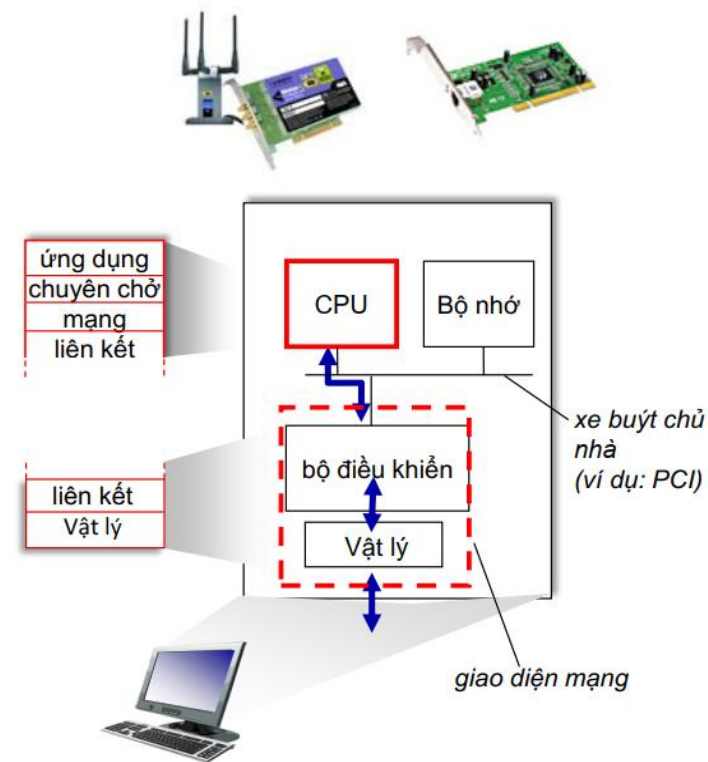 ứng dụng
chuyên chở
mạng
liên kết
CPU
Bộ nhớ
xe buýt chủ
nhà
(ví dụ: PCI)
bộ điều khiển
liên kết
Vật lý
Vật lý
giao diện mạng